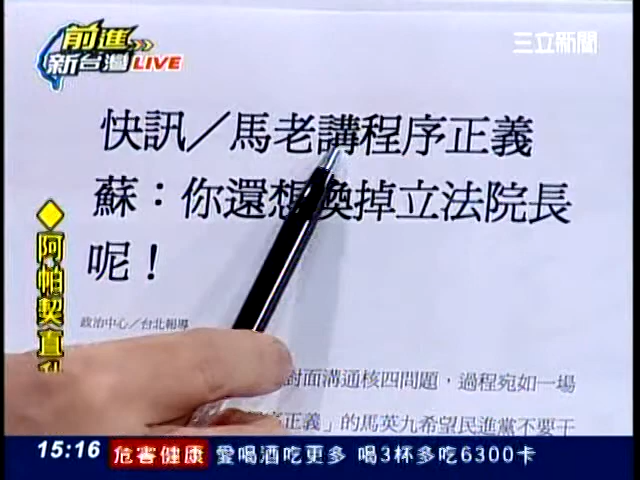 前進
新台灣LIVE
三立新聞
快訊／馬老講程序正義
蘇：你還想換掉立法院長
呢！
政治中心／台北報導
對面溝通核四問題，過程宛如一場
序正義」的馬英九希望民進黨不要干
阿帕契直
15:16 危害健康 愛喝酒吃更多 喝3杯多吃6300卡